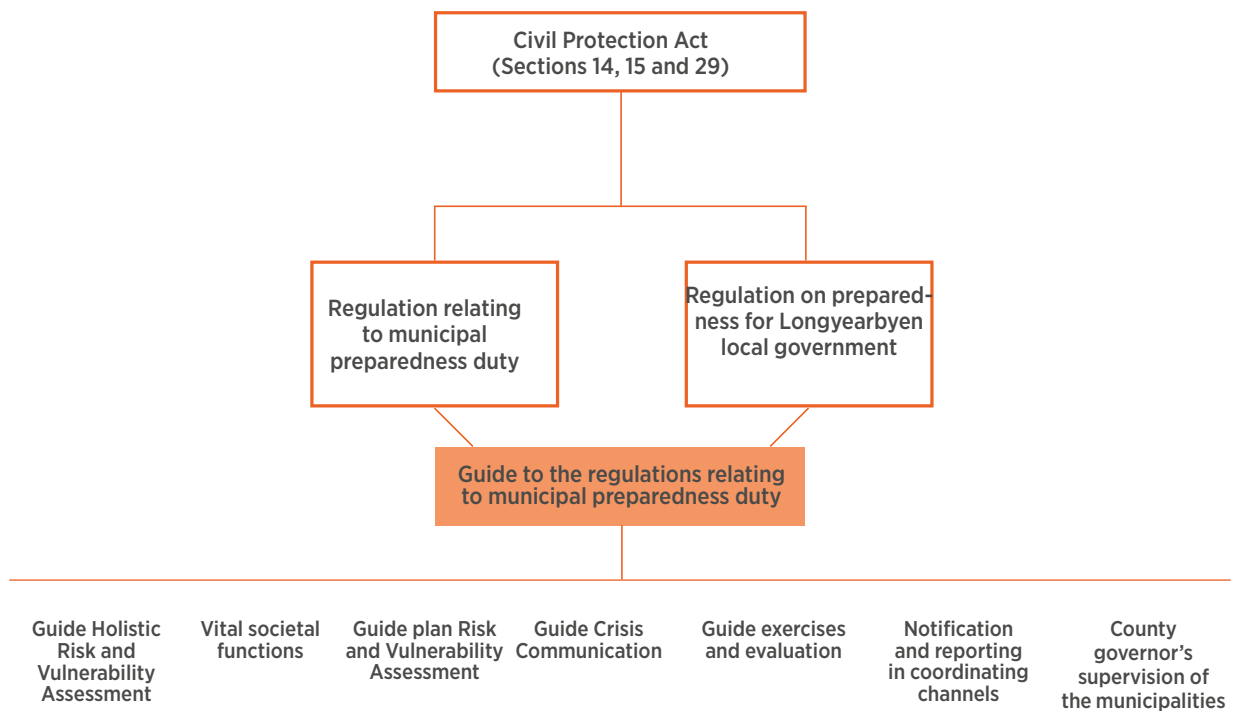 Civil Protection Act
(Sections 14, 15 and 29)
Regulation relating
to municipal
preparedness duty
Regulation on prepared-
ness for Longyearbyen
local government
Guide to the regulations relating
to municipal preparedness duty
Guide Holistic
Risk and
Vulnerability
Assessment
Vital societal
functions
Guide plan Risk
and Vulnerability
Assessment
Guide Crisis
Communication
Guide exercises
and evaluation
Notification
and reporting
in coordinating
channels
County
governor's
supervision of
the municipalities